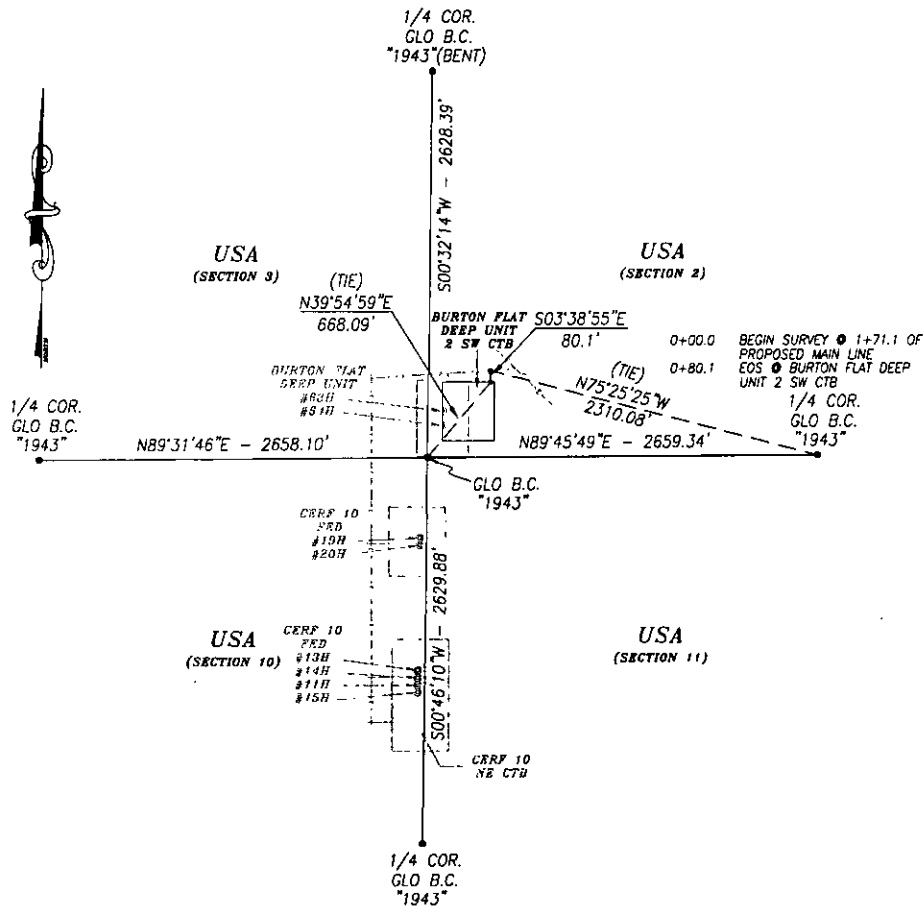 1/4 COR.
GLO B.C.
"1943"(BENT)
S00°32'14"W - 2628.39'
USA
(SECTION 3)
USA
(SECTION 2)
(TIE)
N39°54'59"E
668.09'
BURTON FLAT
DEEP UNIT
2 SW CTB
S03°38'55"E
80.1'
0+00.0 BEGIN SURVEY @ 1+71.1 OF
PROPOSED MAIN LINE
0+80.1 EOS @ BURTON FLAT DEEP
UNIT 2 SW CTB
(TIE)
N75°25'25"W
2310.08'
BURTON FLAT
DEEP UNIT
1/4 COR.
GLO B.C.
"1943"
1/4 COR.
GLO B.C.
"1943"
N89°31'46"E - 2658.10'
N89°45'49"E - 2659.34'
GLO B.C.
"1943"
CERF 10
FED
#19H
#20H
S00°46'10"W - 2629.88'
USA
(SECTION 10)
CERF 10
FED
#13H
#14H
#11H
#15H
USA
(SECTION 11)
CERF 10
NE CTB
1/4 COR.
GLO B.C.
"1943"
NORTH